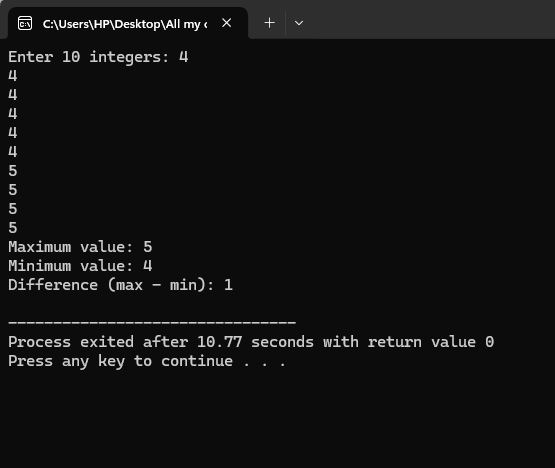 C:\Users\HP\Desktop\All my c
Enter 10 integers: 4
4
4
4
4
4
5
5
5
5
Maximum value: 5
Minimum value: 4
Difference (max - min): 1
--------------------------------
Process exited after 10.77 seconds with return value 0
Press any key to continue . . .